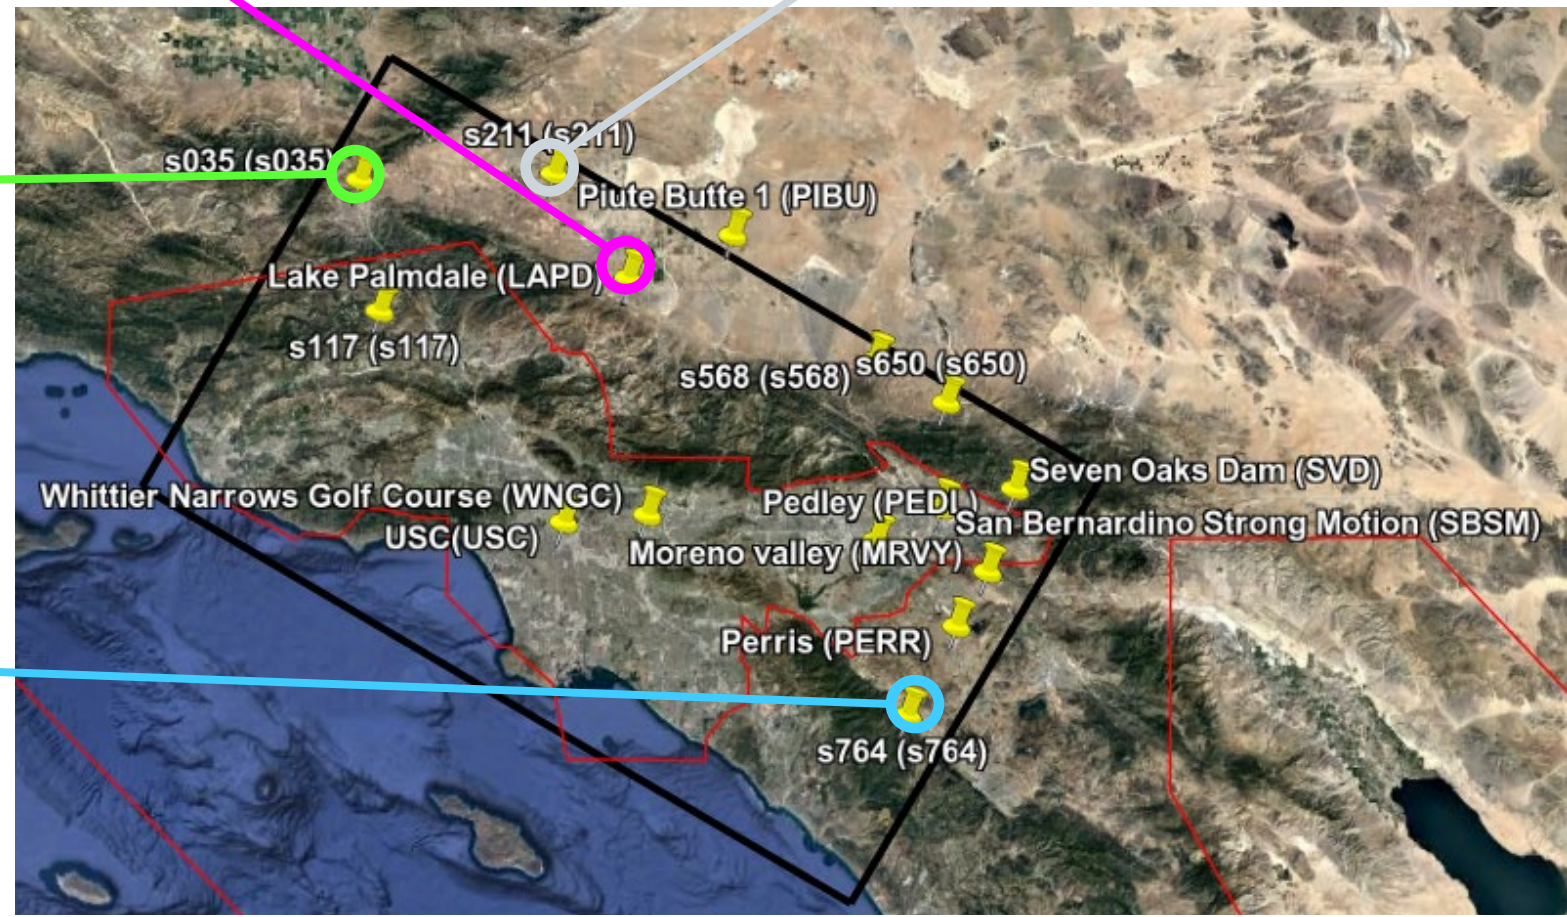 s211 (s211)
s035 (s035)
Piute Butte 1 (PIBU)
Lake Palmdale (LAPD)
s117 (s117)
s568 (s568)
s650 (s650)
Seven Oaks Dam (SVD)
Whittier Narrows Golf Course (WNGC)
Pedley (PEDL)
San Bernardino Strong Motion (SBSM)
USC(USC)
Moreno valley (MRVY)
Perris (PERR)
s764 (s764)